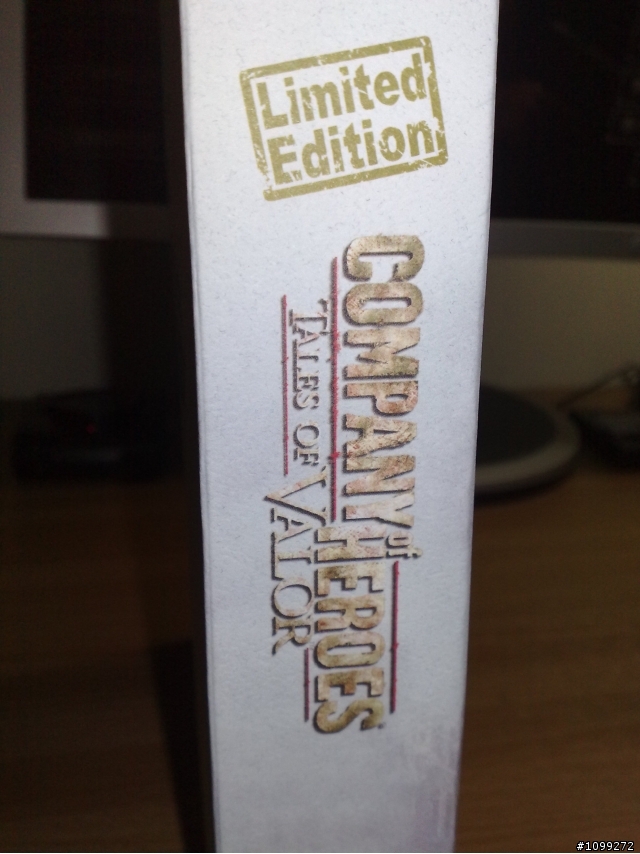 Limited
Edition
COMPANY of HEROES
TALES OF VALOR
#1099272